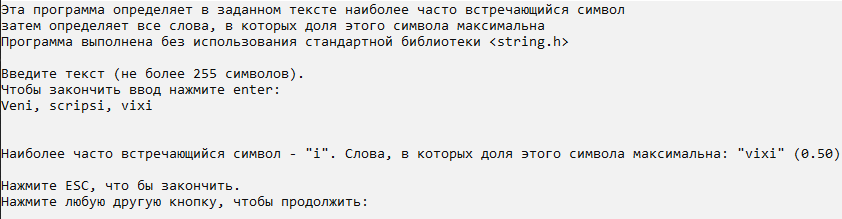 Эта программа определяет в заданном тексте наиболее часто встречающийся символ
затем определяет все слова, в которых доля этого символа максимальна
Программа выполнена без использования стандартной библиотеки <string.h>
Введите текст (не более 255 символов).
Чтобы закончить ввод нажмите enter:
Veni, scripsi, vixi
Наиболее часто встречающийся символ - "i". Слова, в которых доля этого символа максимальна: "vixi" (0.50)
Нажмите ESC, что бы закончить.
Нажмите любую другую кнопку, чтобы продолжить: